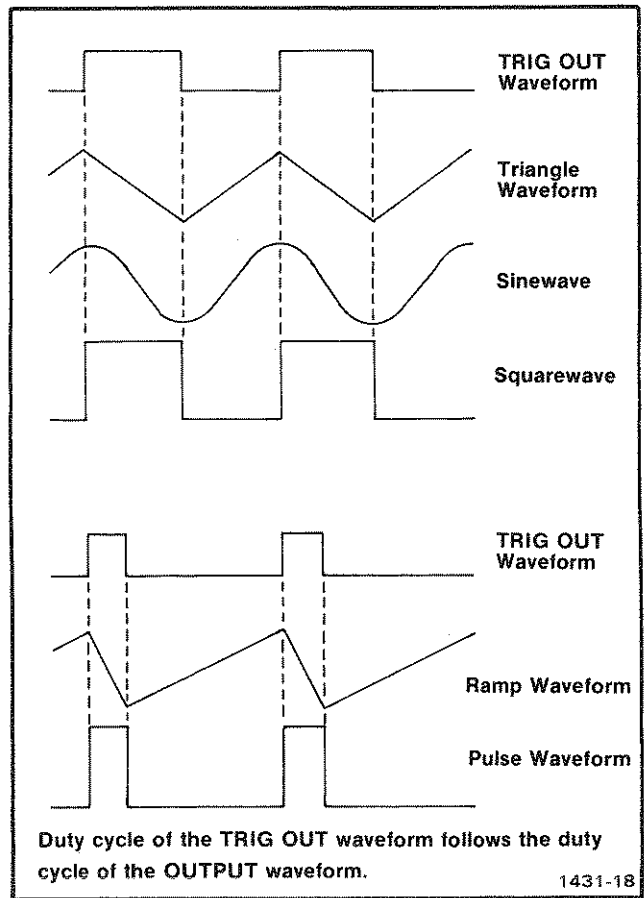 TRIG OUT
Waveform
Triangle
Waveform
Sinewave
Squarewave
TRIG OUT
Waveform
Ramp Waveform
Pulse Waveform
Duty cycle of the TRIG OUT waveform follows the duty
cycle of the OUTPUT waveform.
1431-18